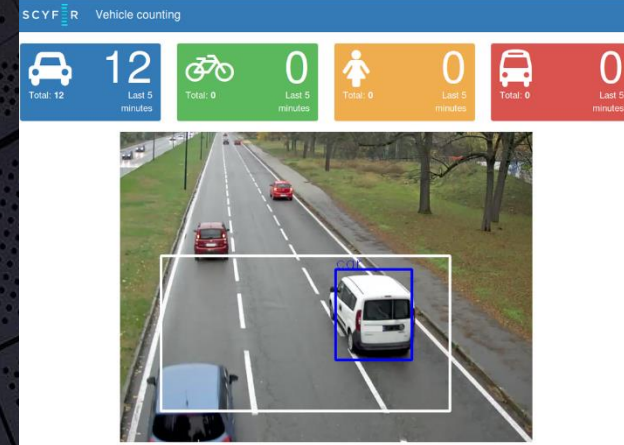 SCYFER Vehicle counting
12
Total: 12
Last 5
minutes
0
Total: 0
Last 5
minutes
0
Total: 0
Last 5
minutes
0
Total: 0
Last 5
minutes
car